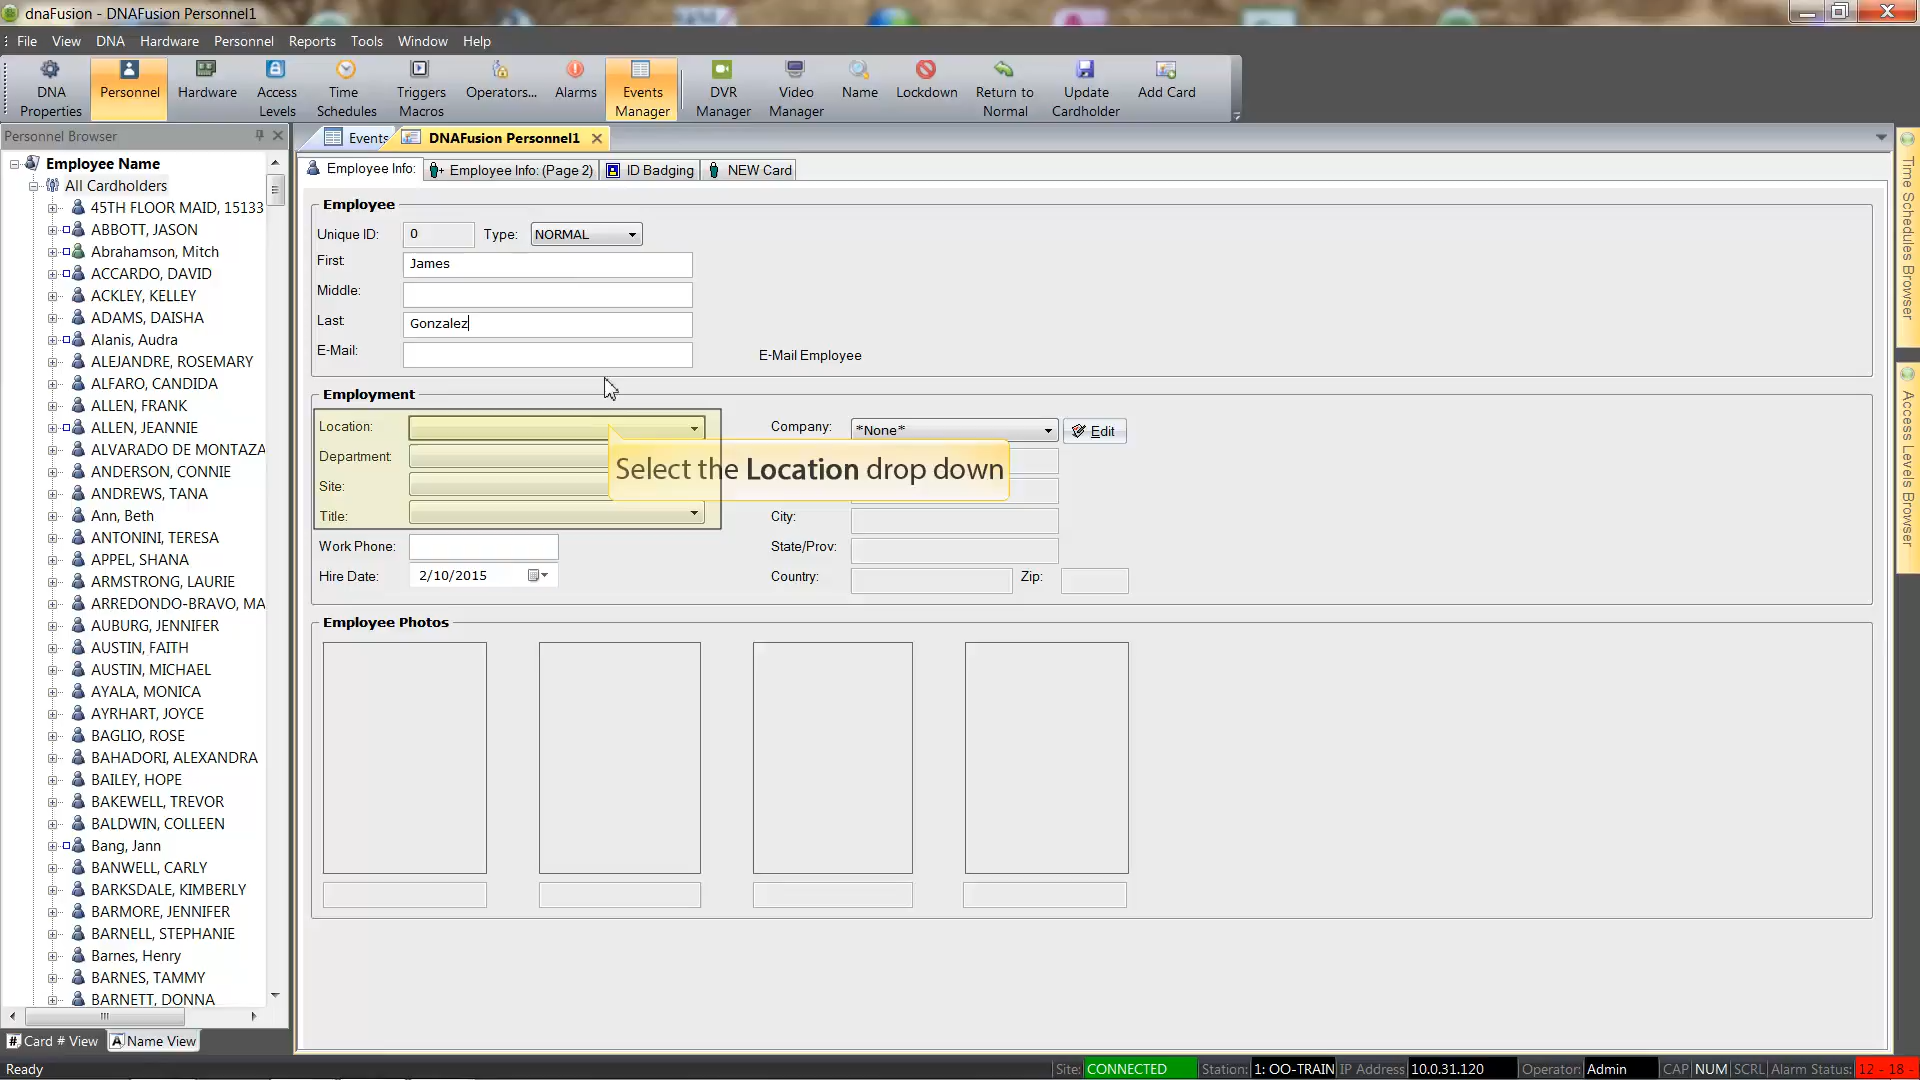 dnaFusion - DNAFusion Personnel1
File View DNA Hardware Personnel Reports Tools Window Help
DNA Properties
Personnel
Hardware
Access Levels
Time Schedules
Triggers Macros
Operators...
Alarms
Events Manager
DVR Manager
Video Manager
Name
Lockdown
Return to Normal
Update Cardholder
Add Card
Personnel Browser
Events
DNAFusion Personnel1
Employee Info:
Employee Info: (Page 2)
ID Badging
NEW Card
Employee Name
All Cardholders
45TH FLOOR MAID, 15133
ABBOTT, JASON
Abrahamson, Mitch
ACCARDO, DAVID
ACKLEY, KELLEY
ADAMS, DAISHA
Alanis, Audra
ALEJANDRE, ROSEMARY
ALFARO, CANDIDA
ALLEN, FRANK
ALLEN, JEANNIE
ALVARADO DE MONTAZA
ANDERSON, CONNIE
ANDREWS, TANA
Ann, Beth
ANTONINI, TERESA
APPEL, SHANA
ARMSTRONG, LAURIE
ARREDONDO-BRAVO, MA
AUBURG, JENNIFER
AUSTIN, FAITH
AUSTIN, MICHAEL
AYALA, MONICA
AYRHART, JOYCE
BAGLIO, ROSE
BAHADORI, ALEXANDRA
BAILEY, HOPE
BAKEWELL, TREVOR
BALDWIN, COLLEEN
Bang, Jann
BANWELL, CARLY
BARKSDALE, KIMBERLY
BARMORE, JENNIFER
BARNELL, STEPHANIE
Barnes, Henry
BARNES, TAMMY
BARNETT, DONNA
# Card # View
A Name View
Employee
Unique ID: 0 Type: NORMAL
First: James
Middle:
Last: Gonzalez
E-Mail:
E-Mail Employee
Employment
Location:
Company: *None* Edit
Department:
Select the Location drop down
Site:
Title:
City:
Work Phone:
State/Prov:
Hire Date: 2/10/2015
Country:
Zip:
Employee Photos
Time Schedules Browser
Access Levels Browser
Ready
Site: CONNECTED Station: 1: OO-TRAIN IP Address 10.0.31.120 Operator: Admin CAP NUM SCRL Alarm Status: 12 - 18 -